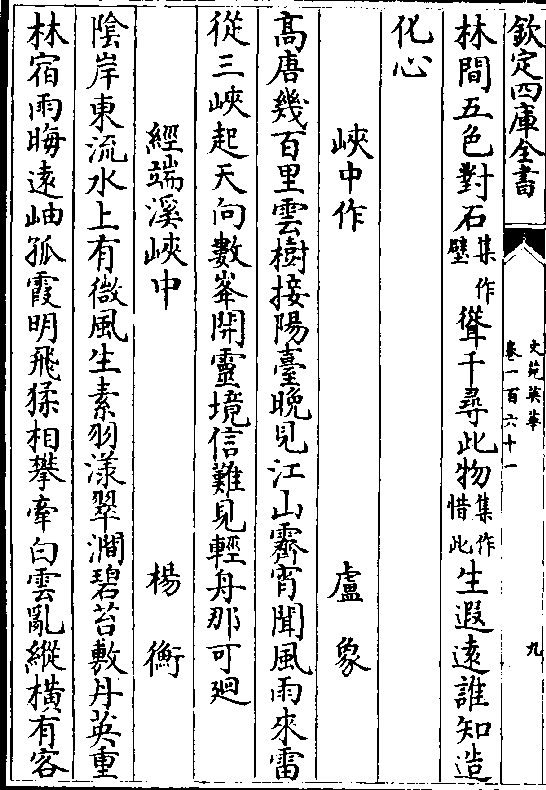 欽定四庫全書
文苑英華
卷一百六十一
九
林間五色對石集作壁聳千尋此物集作惜此生遐遠誰知造
化心
峽中作 盧象
髙唐幾百里雲樹接陽臺晚見江山霽宵聞風雨來雷
從三峽起天向數峯開靈境信難見輕舟那可廻
經端溪峽中 楊衡
隂岸東流水上有微風生素羽漾翠澗碧苔敷丹英重
林宿雨晦遠岫孤霞明飛猱相攀牽白雲亂縱横有客